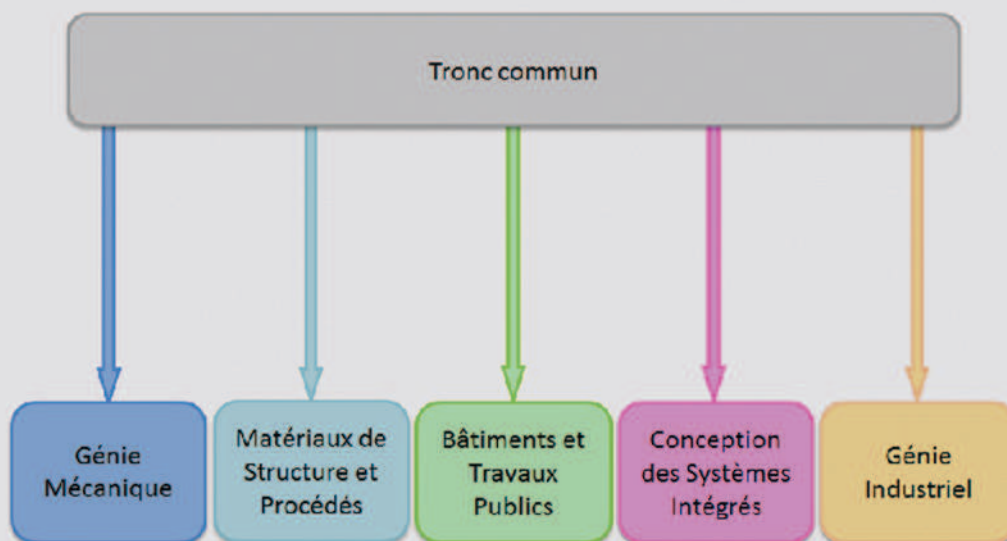 Tronc commun
Génie
Mécanique
Matériaux de
Structure et
Procédés
Bâtiments et
Travaux
Publics
Conception
des Systèmes
Intégrés
Génie
Industriel